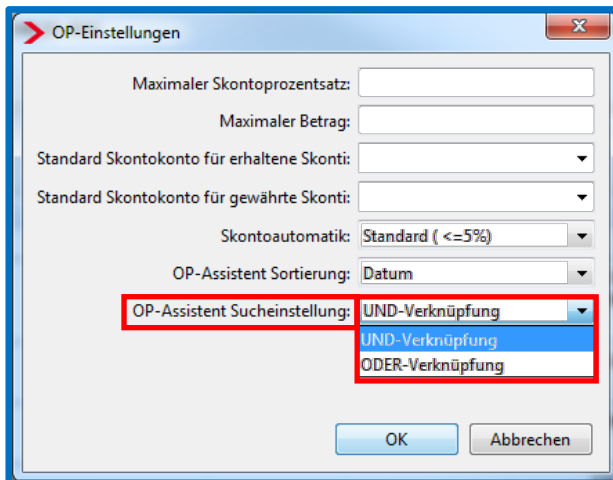 OP-Einstellungen
Maximaler Skontoprozentsatz:
Maximaler Betrag:
Standard Skontokonto für erhaltene Skonti:
Standard Skontokonto für gewährte Skonti:
Skontoautomatik: Standard ( <=5%)
OP-Assistent Sortierung: Datum
OP-Assistent Sucheinstellung: UND-Verknüpfung
UND-Verknüpfung
ODER-Verknüpfung
OK Abbrechen